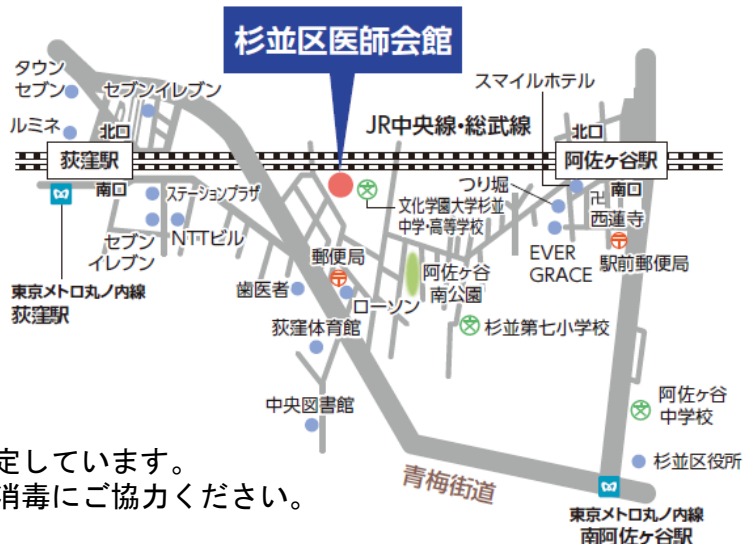 杉並区医師会館
タウン
セブン
セブンイレブン
スマイルホテル
ルミネ
北口
JR中央線・総武線
北口
荻窪駅
阿佐ケ谷駅
南口
南口
ステーションプラザ
文化学園大学杉並
中学・高等学校
つり堀
卍
西蓮寺
セブン
イレブン
NTTビル
郵便局
阿佐ケ谷
南公園
EVER
GRACE
駅前郵便局
東京メトロ丸ノ内線
荻窪駅
歯医者
ローソン
荻窪体育館
杉並第七小学校
中央図書館
阿佐ケ谷
中学校
定しています。
消毒にご協力ください。
青梅街道
杉並区役所
東京メトロ丸ノ内線
南阿佐ケ谷駅